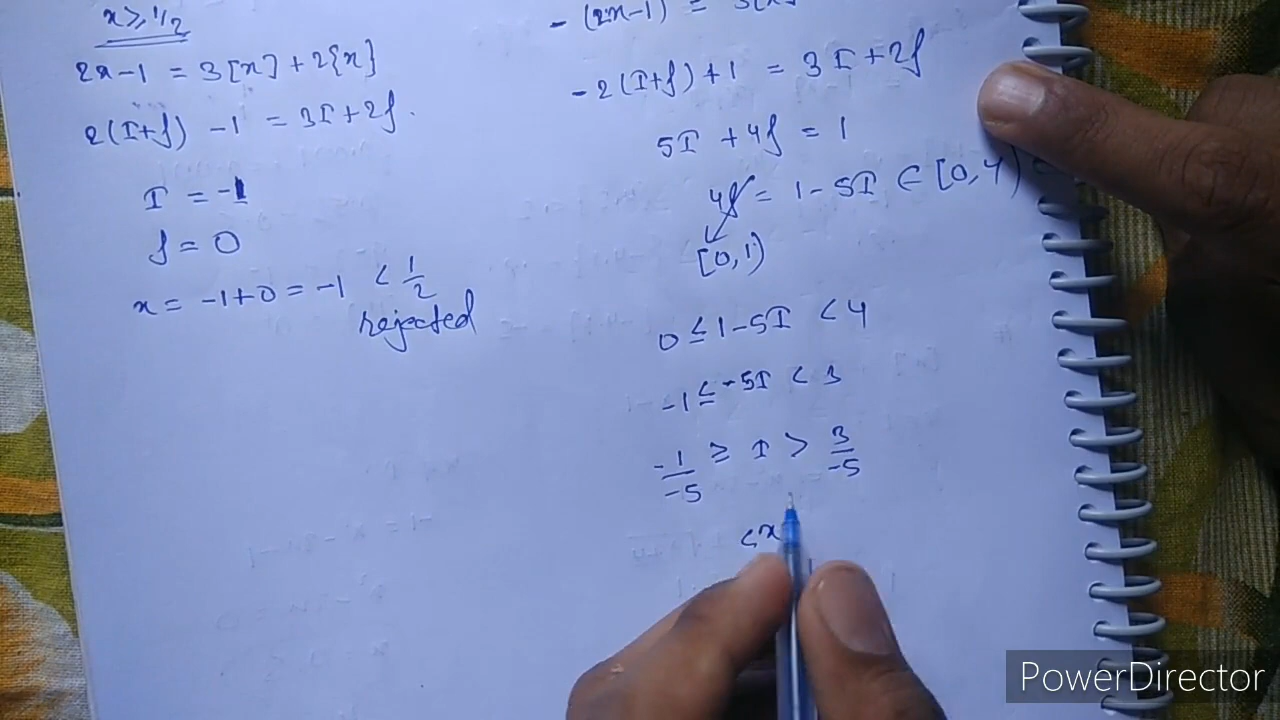 x ≥ 1/2
2x-1 = 3[x] + 2{x}
2(I+f) -1 = 3I + 2f.
I = -1
f = 0
x = -1+0 = -1 < 1/2
rejected
- (2x-1) = 3[x]
-2(I+f)+1 = 3I+2f
5I + 4f = 1
4f = 1-5I ∈ [0,4)
[0,1)
0 ≤ 1-5I < 4
-1 ≤ -5I < 3
-1/-5 ≥ I > 3/-5
< x
PowerDirector